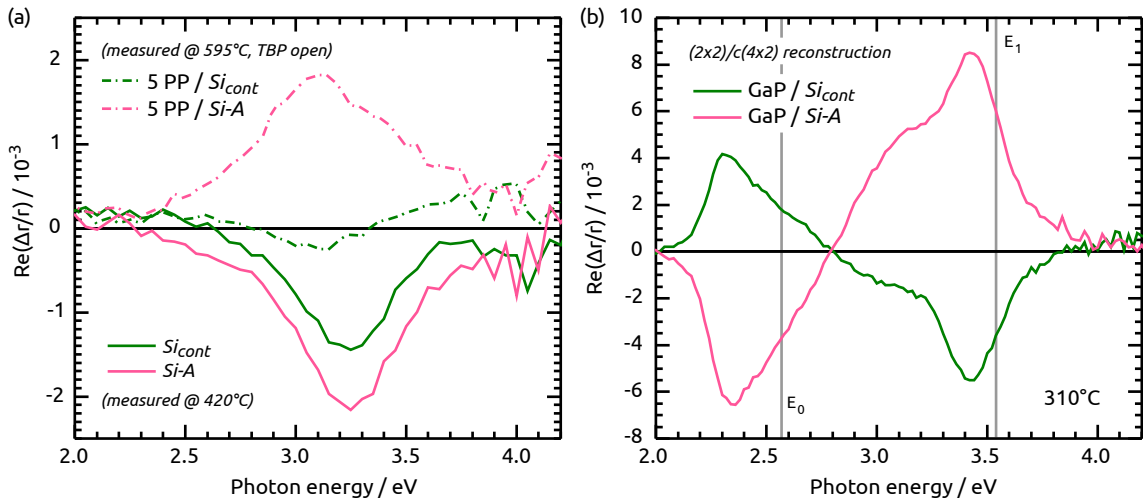 (a)
(measured @ 595°C, TBP open)
5 PP / Si_cont
5 PP / Si-A
Si_cont
Si-A
(measured @ 420°C)
Re(Δr/r) / 10⁻³
2
1
0
-1
-2
2.0 2.5 3.0 3.5 4.0
Photon energy / eV
(b)
(2x2)/c(4x2) reconstruction
E₁
GaP / Si_cont
GaP / Si-A
E₀
310°C
Re(Δr/r) / 10⁻³
10
8
6
4
2
0
-2
-4
-6
-8
2.0 2.5 3.0 3.5 4.0
Photon energy / eV